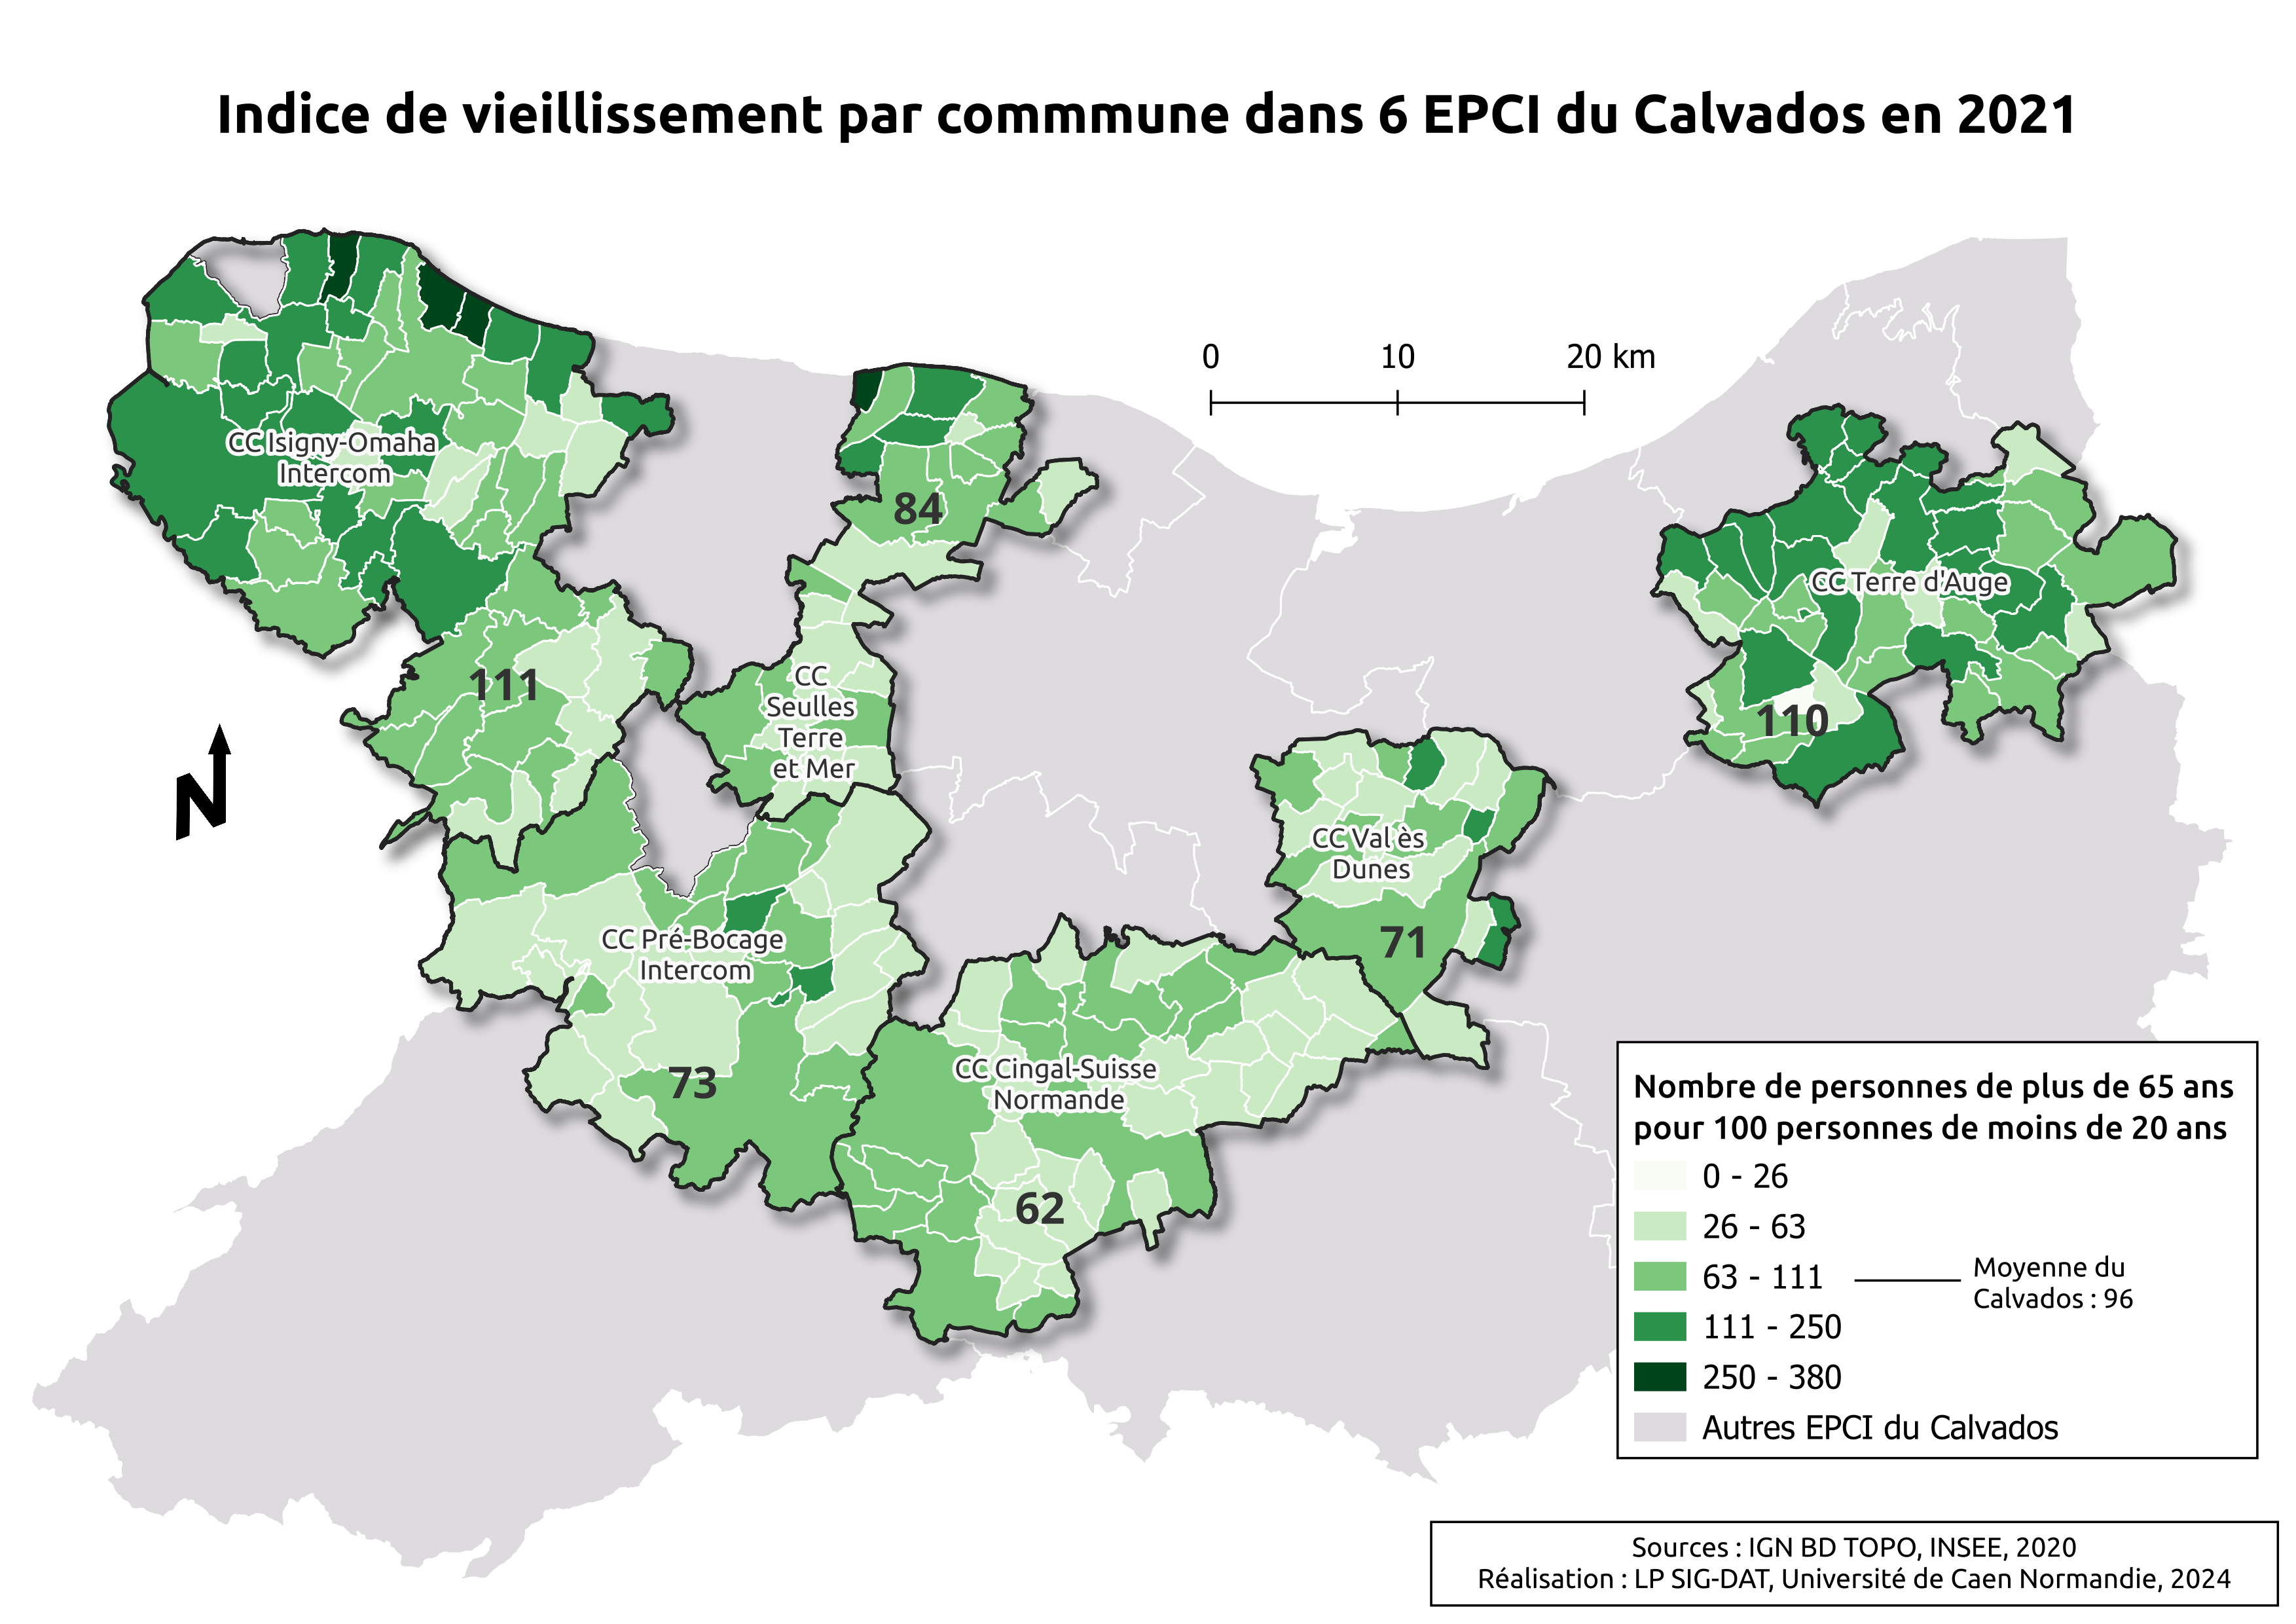 Indice de vieillissement par commmune dans 6 EPCI du Calvados en 2021
0 10 20 km
CC Isigny-Omaha
Intercom
84
CC Terre d'Auge
111
CC
Seulles
Terre
et Mer
110
N
CC Val ès
Dunes
CC Pré-Bocage
Intercom
71
CC Cingal-Suisse
Normande
73
62
Nombre de personnes de plus de 65 ans
pour 100 personnes de moins de 20 ans
0 - 26
26 - 63
63 - 111
Moyenne du
Calvados : 96
111 - 250
250 - 380
Autres EPCI du Calvados
Sources : IGN BD TOPO, INSEE, 2020
Réalisation : LP SIG-DAT, Université de Caen Normandie, 2024